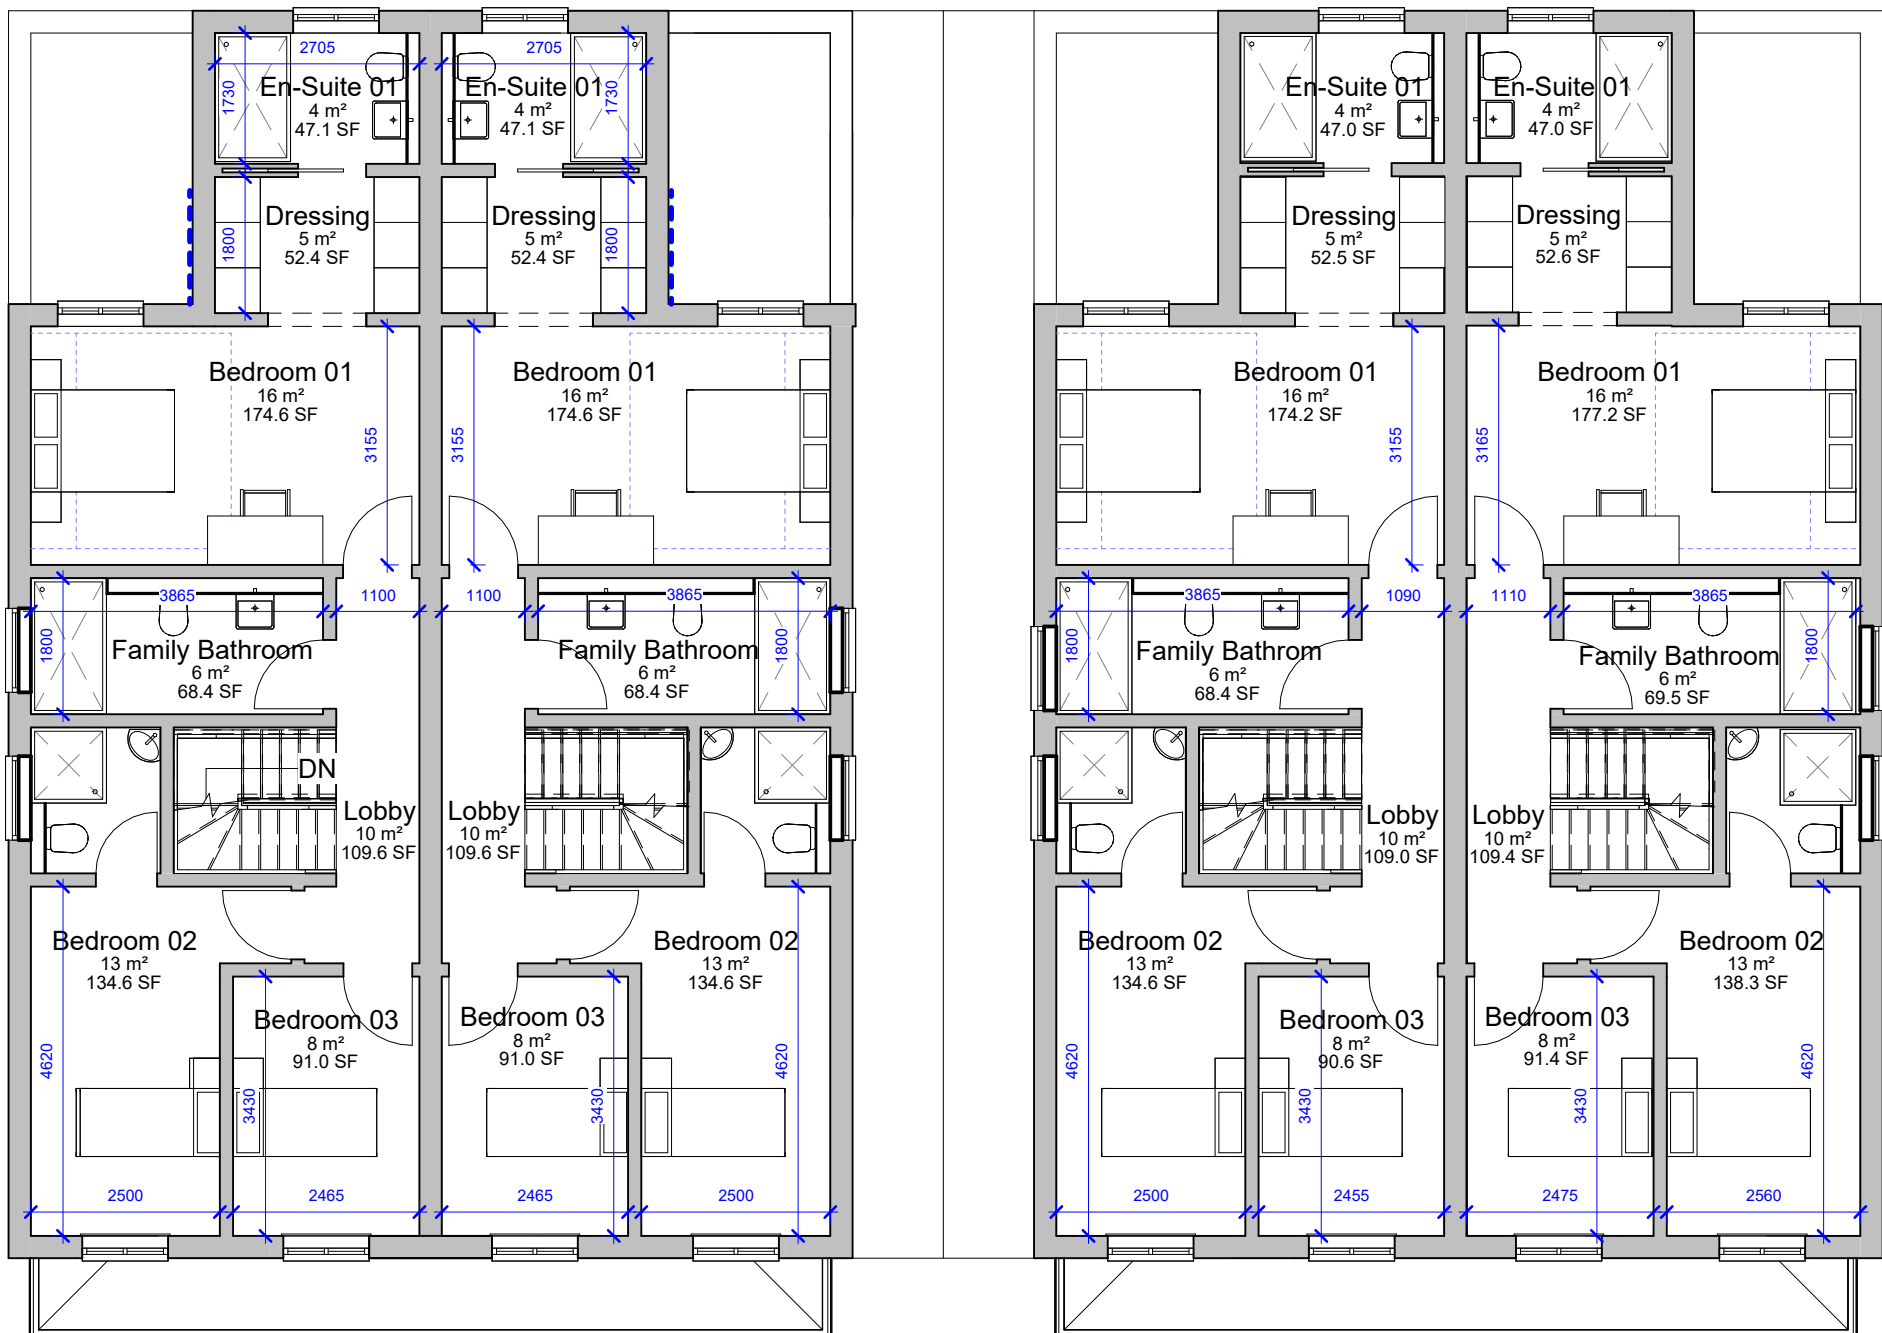 2705
2705
En-Suite 01
4 m²
47.1 SF
1730
En-Suite 01
4 m²
47.1 SF
1730
En-Suite 01
4 m²
47.0 SF
En-Suite 01
4 m²
47.0 SF
Dressing
5 m²
52.4 SF
1800
Dressing
5 m²
52.4 SF
1800
Dressing
5 m²
52.5 SF
Dressing
5 m²
52.6 SF
Bedroom 01
16 m²
174.6 SF
3155
Bedroom 01
16 m²
174.6 SF
3155
Bedroom 01
16 m²
174.2 SF
3155
Bedroom 01
16 m²
177.2 SF
3165
3865
1100
1100
3865
3865
1090
1110
3865
1800
Family Bathroom
6 m²
68.4 SF
Family Bathroom
6 m²
68.4 SF
1800
1800
Family Bathrom
6 m²
68.4 SF
Family Bathroom
6 m²
69.5 SF
1800
DN
Lobby
10 m²
109.6 SF
Lobby
10 m²
109.6 SF
Lobby
10 m²
109.0 SF
Lobby
10 m²
109.4 SF
Bedroom 02
13 m²
134.6 SF
Bedroom 02
13 m²
134.6 SF
Bedroom 02
13 m²
134.6 SF
Bedroom 02
13 m²
138.3 SF
Bedroom 03
8 m²
91.0 SF
Bedroom 03
8 m²
91.0 SF
Bedroom 03
8 m²
90.6 SF
Bedroom 03
8 m²
91.4 SF
4620
3430
3430
4620
4620
3430
3430
4620
2500
2465
2465
2500
2500
2455
2475
2560